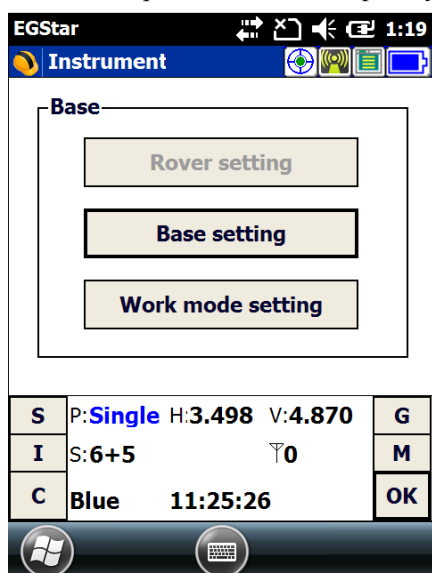 EGStar 1:19
Instrument
Base
Rover setting
Base setting
Work mode setting
S P:Single H:3.498 V:4.870 G
I S:6+5 0 M
C Blue 11:25:26 OK